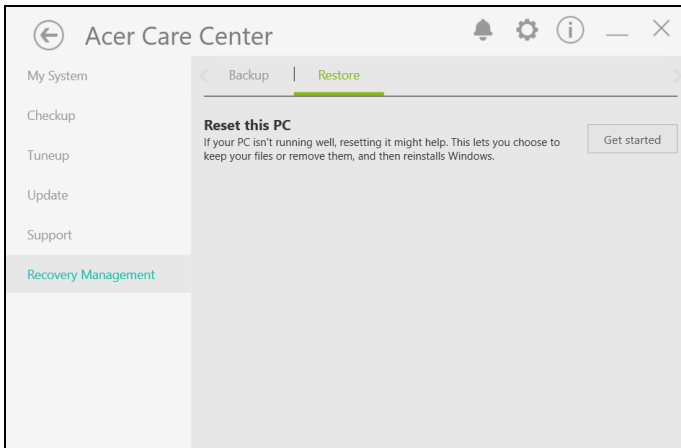 Acer Care Center
My System
Checkup
Tuneup
Update
Support
Recovery Management
Backup
Restore
Reset this PC
If your PC isn't running well, resetting it might help. This lets you choose to
keep your files or remove them, and then reinstalls Windows.
Get started